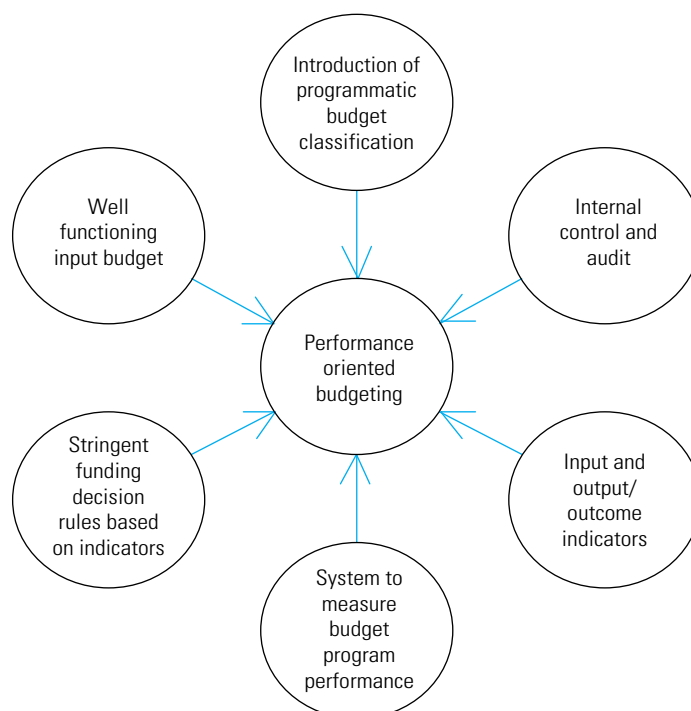 Introduction of
programmatic
budget
classification
Well
functioning
input budget
Internal
control and
audit
Performance
oriented
budgeting
Stringent
funding
decision
rules based
on indicators
Input and
output/
outcome
indicators
System to
measure
budget
program
performance